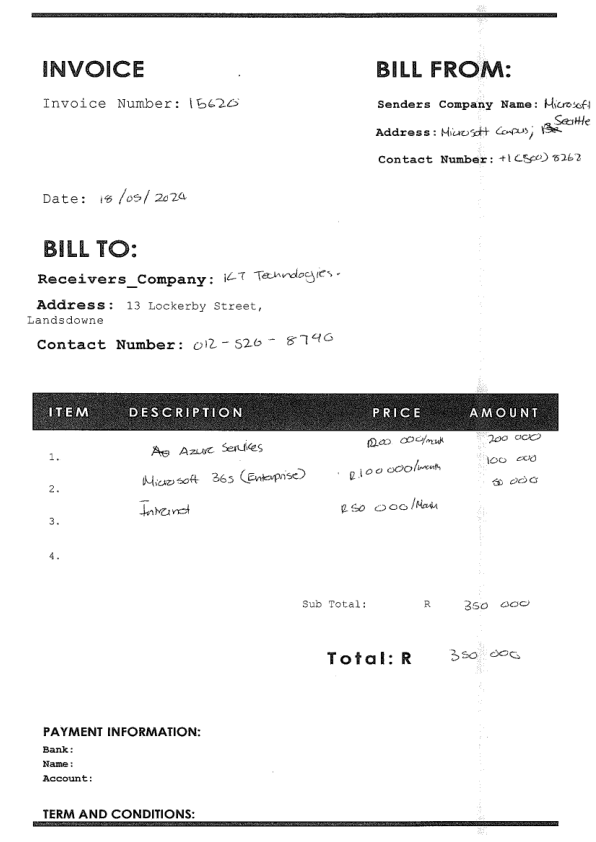 INVOICE
BILL FROM:
Invoice Number: 15620
Senders Company Name: Microsoft
Address: Microsoft Campus, Seattle
Contact Number: +1 (500) 8262
Date: 18/05/2024
BILL TO:
Receivers_Company: Technologies.
Address: 13 Lockerby Street,
Landsdowne
Contact Number: 012-526-8790
ITEM DESCRIPTION PRICE AMOUNT
1. Azure Services R200 000/month 200 000
2. Microsoft 365 (Enterprise) R100 000/month 100 000
3. Internet R50 000/Month 50 000
4.
Sub Total: R 350 000
Total: R 350 000
PAYMENT INFORMATION:
Bank:
Name:
Account:
TERM AND CONDITIONS: